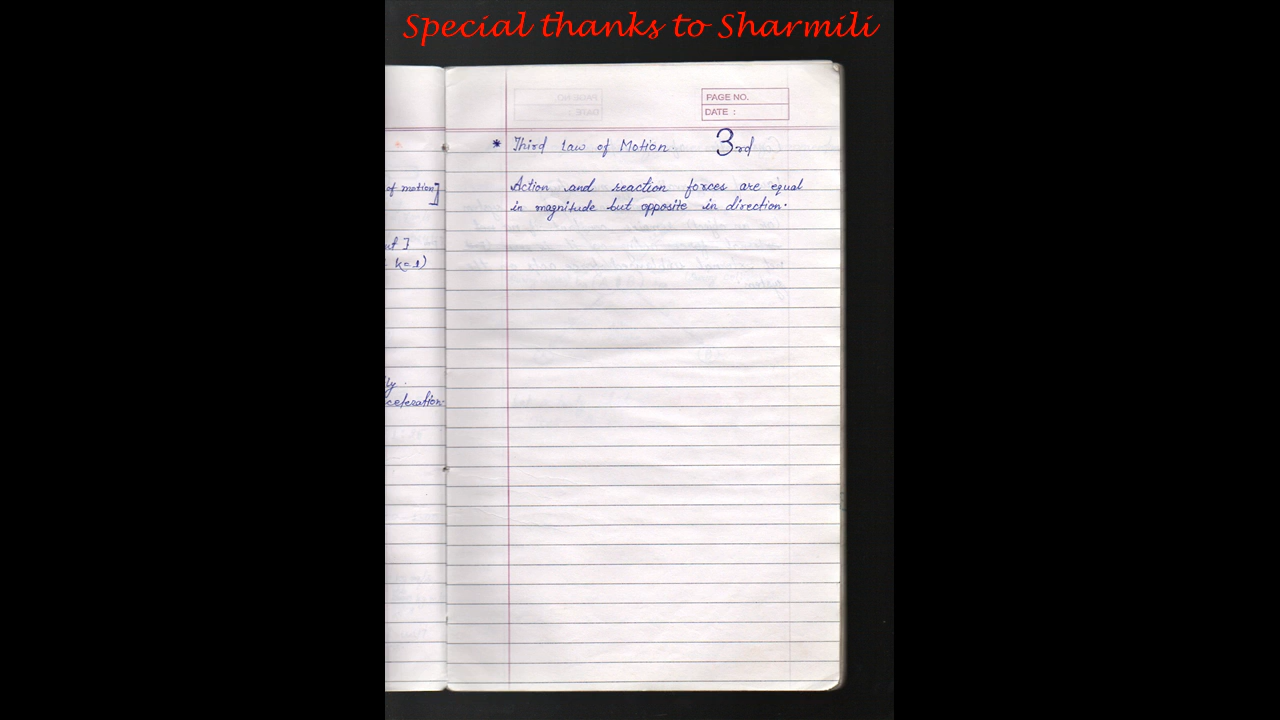 Special thanks to Sharmili
PAGE NO.
DATE :
* Third Law of Motion. 3rd
Action and reaction forces are equal
in magnitude but opposite in direction.
of motion]
]
k=1)